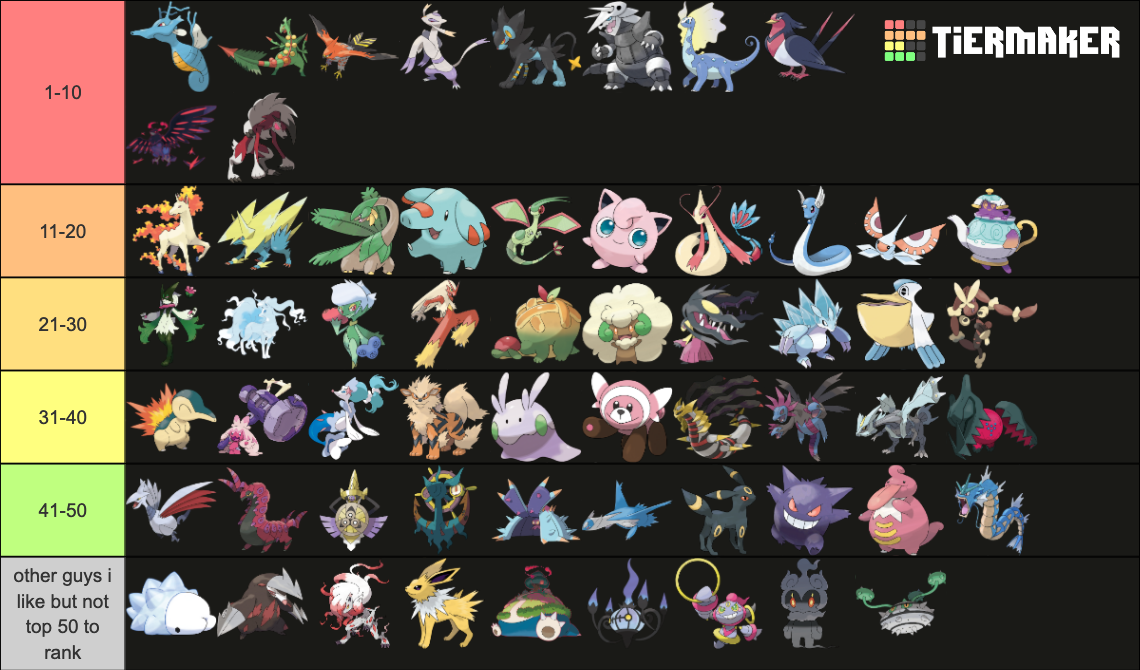 1-10
TiERMAKER
11-20
21-30
31-40
41-50
other guys i
like but not
top 50 to
rank